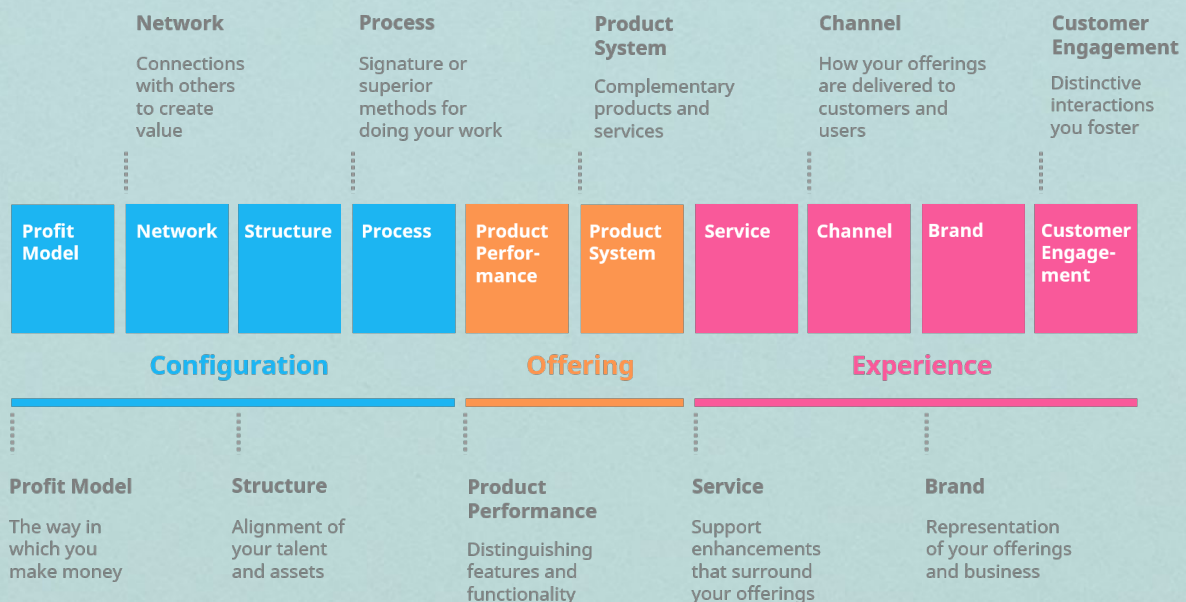 Network
Connections
with others
to create
value
Process
Signature or
superior
methods for
doing your work
Product
System
Complementary
products and
services
Channel
How your offerings
are delivered to
customers and
users
Customer
Engagement
Distinctive
interactions
you foster
Profit
Model
Network
Structure
Process
Product
Perfor-
mance
Product
System
Service
Channel
Brand
Customer
Engage-
ment
Configuration
Offering
Experience
Profit Model
The way in
which you
make money
Structure
Alignment of
your talent
and assets
Product
Performance
Distinguishing
features and
functionality
Service
Support
enhancements
that surround
your offerings
Brand
Representation
of your offerings
and business